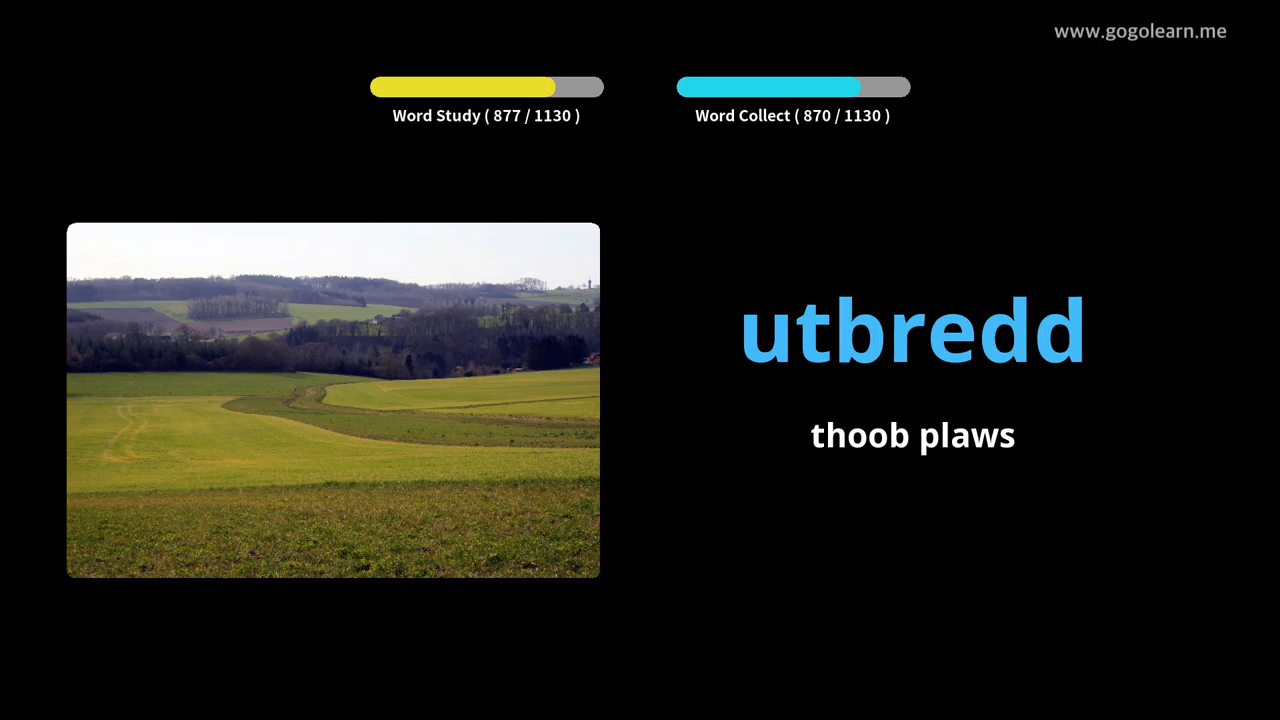 www.gogolearn.me
Word Study ( 877 / 1130 )
Word Collect ( 870 / 1130 )
utbredd
thoob plaws